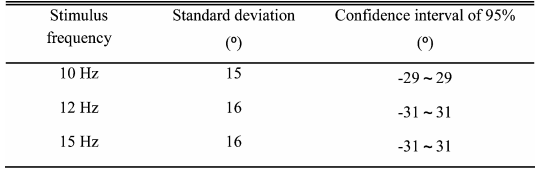 Stimulus frequency Standard deviation (º) Confidence interval of 95% (º)
10 Hz 15 -29 ~ 29
12 Hz 16 -31 ~ 31
15 Hz 16 -31 ~ 31